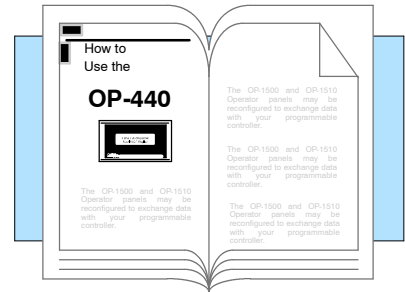 How to
Use the
OP-440
The OP-1500 and OP-1510
Operator panels may be
reconfigured to exchange data
with your programmable
controller.
The OP-1500 and OP-1510
Operator panels may be
reconfigured to exchange data
with your programmable
controller.
The OP-1500 and OP-1510
Operator panels may be
reconfigured to exchange data
with your programmable
controller.
The OP-1500 and OP-1510
Operator panels may be
reconfigured to exchange data
with your programmable
controller.